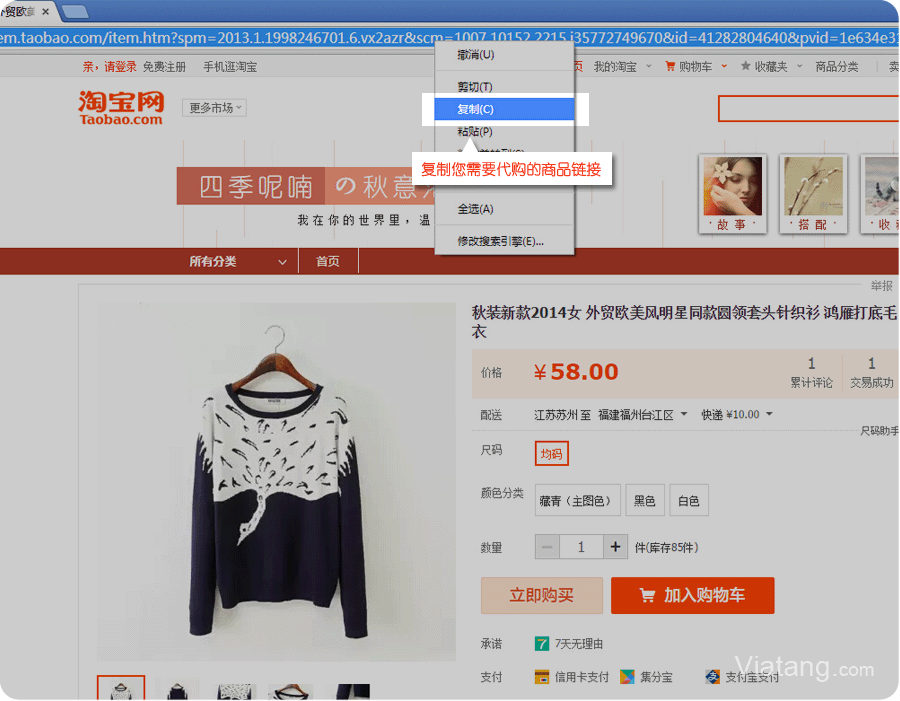 外贸欧
em.taobao.com/item.htm?spm=2013.1.1998246701.6.vx2azr&scm=1007.10152.2215.i35772749670&id=41282804640&pvid=1e634e3
撤消(U)
剪切(T)
复制(C)
粘贴(P)
复制您需要代购的商品链接
全选(A)
修改搜索引擎(E)...
亲，请登录 免费注册 手机逛淘宝
页 我的淘宝 购物车 收藏夹 商品分类
淘宝网
Taobao.com
更多市场
四季呢喃 の秋意
我在你的世界里，温
故事
搭配
收
所有分类 首页
举报
秋装新款2014女 外贸欧美风明星同款圆领套头针织衫 鸿雁打底毛
衣
价格 ¥58.00
1
累计评论
1
交易成功
配送 江苏苏州 至 福建福州台江区 快递 ¥10.00
尺码助手
尺码 均码
颜色分类 藏青（主图色） 黑色 白色
数量 − 1 + 件(库存85件)
立即购买 加入购物车
承诺 7 7天无理由
支付 信用卡支付 集分宝 支付宝支付
Viatang.com